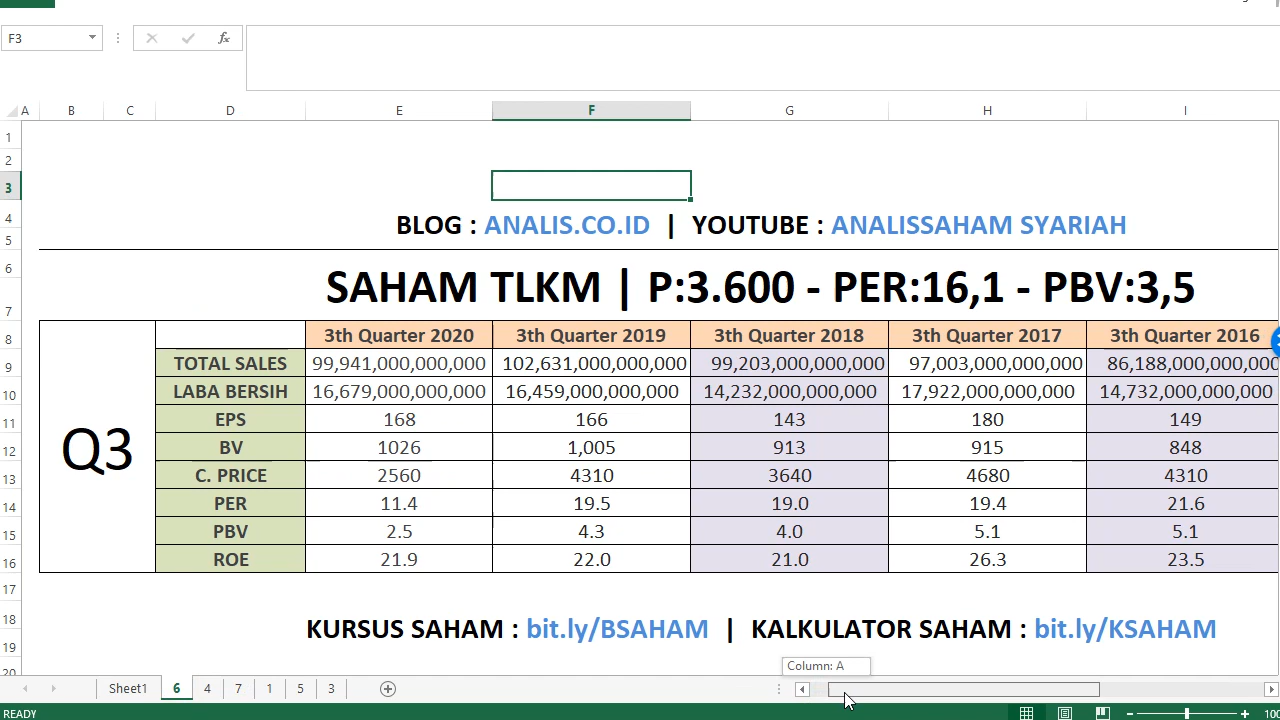 F3
fx
A B C D E F G H I
1
2
3
4
BLOG : ANALIS.CO.ID | YOUTUBE : ANALISSAHAM SYARIAH
5
6
SAHAM TLKM | P:3.600 - PER:16,1 - PBV:3,5
7
8 3th Quarter 2020 3th Quarter 2019 3th Quarter 2018 3th Quarter 2017 3th Quarter 2016
9 TOTAL SALES 99,941,000,000,000 102,631,000,000,000 99,203,000,000,000 97,003,000,000,000 86,188,000,000,000
10 LABA BERSIH 16,679,000,000,000 16,459,000,000,000 14,232,000,000,000 17,922,000,000,000 14,732,000,000,000
11 EPS 168 166 143 180 149
Q3
12 BV 1026 1,005 913 915 848
13 C. PRICE 2560 4310 3640 4680 4310
14 PER 11.4 19.5 19.0 19.4 21.6
15 PBV 2.5 4.3 4.0 5.1 5.1
16 ROE 21.9 22.0 21.0 26.3 23.5
17
18
KURSUS SAHAM : bit.ly/BSAHAM | KALKULATOR SAHAM : bit.ly/KSAHAM
19
20
Column: A
Sheet1 6 4 7 1 5 3
READY 100